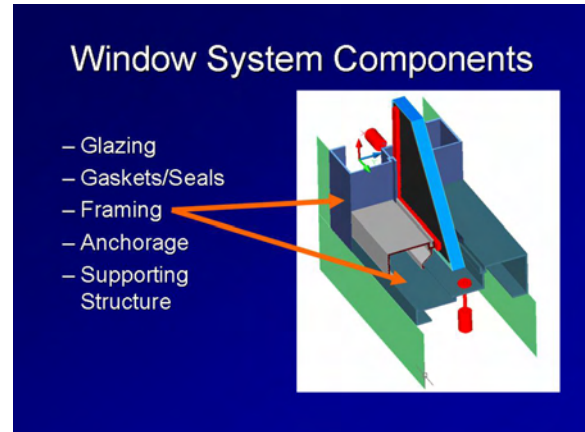 Window System Components
– Glazing
– Gaskets/Seals
– Framing
– Anchorage
– Supporting
Structure